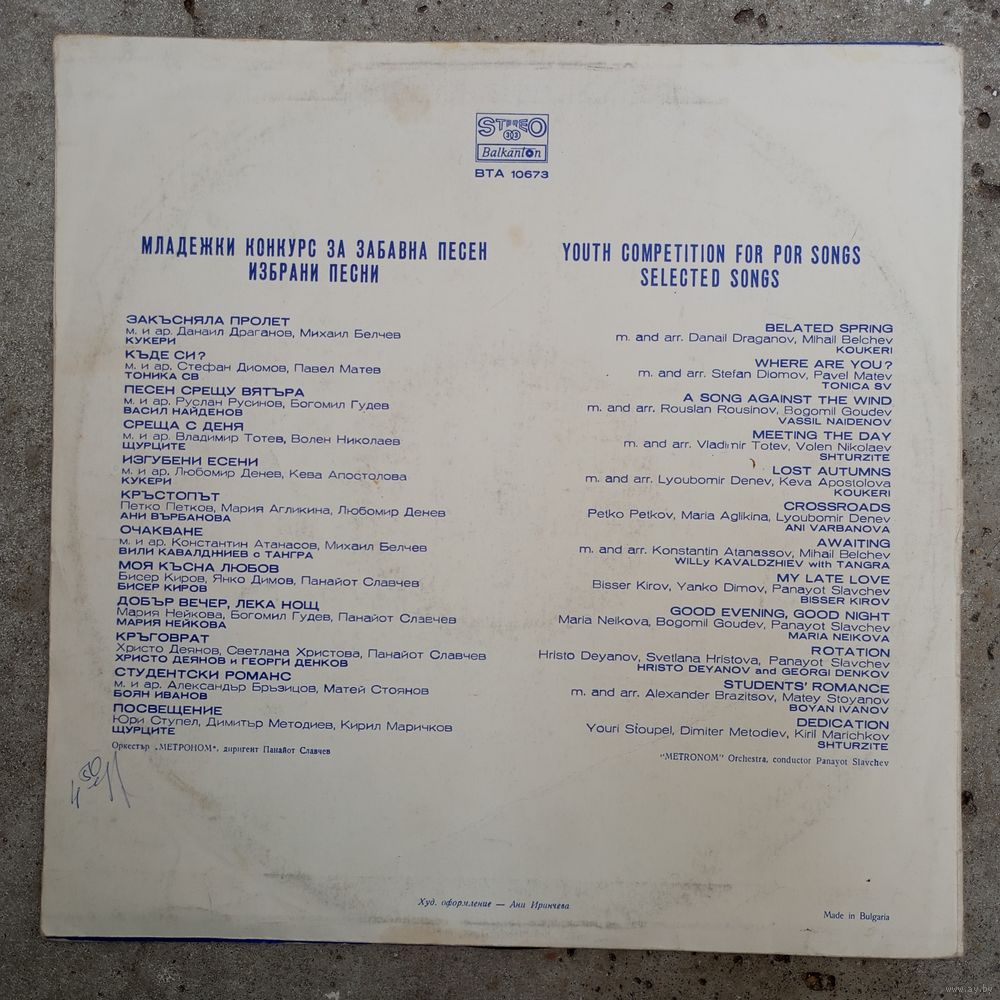 STEREO
33
Balkanton
BTA 10673
МЛАДЕЖКИ КОНКУРС ЗА ЗАБАВНА ПЕСЕН
ИЗБРАНИ ПЕСНИ
ЗАКЪСНЯЛА ПРОЛЕТ
м. и ар. Данаил Драганов, Михаил Белчев
КУКЕРИ
КЪДЕ СИ?
м. и ар. Стефан Диомов, Павел Матев
ТОНИКА СВ
ПЕСЕН СРЕЩУ ВЯТЪРА
м. и ар. Руслан Русинов, Богомил Гудев
ВАСИЛ НАЙДЕНОВ
СРЕЩА С ДЕНЯ
м. и ар. Владимир Тотев, Волен Николаев
ЩУРЦИТЕ
ИЗГУБЕНИ ЕСЕНИ
м. и ар. Любомир Денев, Кева Апостолова
КУКЕРИ
КРЪСТОПЪТ
Петко Петков, Мария Агликина, Любомир Денев
АНИ ВЪРБАНОВА
ОЧАКВАНЕ
м. и ар. Константин Атанасов, Михаил Белчев
ВИЛИ КАВАЛДЖИЕВ с ТАНГРА
МОЯ КЪСНА ЛЮБОВ
Бисер Киров, Янко Димов, Панайот Славчев
БИСЕР КИРОВ
ДОБЪР ВЕЧЕР, ЛЕКА НОЩ
Мария Нейкова, Богомил Гудев, Панайот Славчев
МАРИЯ НЕЙКОВА
КРЪГОВРАТ
Христо Деянов, Светлана Христова, Панайот Славчев
ХРИСТО ДЕЯНОВ и ГЕОРГИ ДЕНКОВ
СТУДЕНТСКИ РОМАНС
м. и ар. Александър Бръзицов, Матей Стоянов
БОЯН ИВАНОВ
ПОСВЕЩЕНИЕ
Юри Ступел, Димитър Методиев, Кирил Маричков
ЩУРЦИТЕ
Оркестър „МЕТРОНОМ", диригент Панайот Славчев
YOUTH COMPETITION FOR POR SONGS
SELECTED SONGS
BELATED SPRING
m. and arr. Danail Draganov, Mihail Belchev
KOUKERI
WHERE ARE YOU?
m. and arr. Stefan Diomov, Pavel Matev
TONICA SV
A SONG AGAINST THE WIND
m. and arr. Rouslan Rousinov, Bogomil Goudev
VASSIL NAIDENOV
MEETING THE DAY
m. and arr. Vladimir Totev, Volen Nikolaev
SHTURZITE
LOST AUTUMNS
m. and arr. Lyoubomir Denev, Keva Apostolova
KOUKERI
CROSSROADS
Petko Petkov, Maria Aglikina, Lyoubomir Denev
ANI VARBANOVA
AWAITING
m. and arr. Konstantin Atanassov, Mihail Belchev
WILLy KAVALDZHIEV with TANGRA
MY LATE LOVE
Bisser Kirov, Yanko Dimov, Panayot Slavchev
BISSER KIROV
GOOD EVENING, GOOD NIGHT
Maria Neikova, Bogomil Goudev, Panayot Slavchev
MARIA NEIKOVA
ROTATION
Hristo Deyanov, Svetlana Hristova, Panayot Slavchev
HRISTO DEYANOV and GEORGI DENKOV
STUDENTS' ROMANCE
m. and arr. Alexander Brazitsov, Matey Stoyanov
BOYAN IVANOV
DEDICATION
Youri Stoupel, Dimiter Metodiev, Kiril Marichkov
SHTURZITE
"METRONOM" Orchestra, conductor Panayot Slavchev
Худ. оформление — Ани Иринчева
Made in Bulgaria
www.ay.by